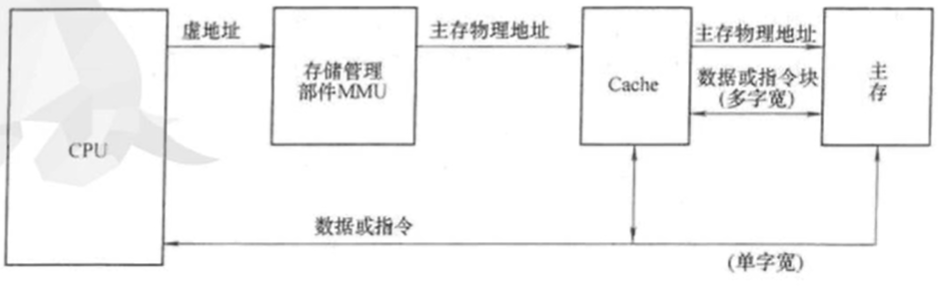 虚地址
主存物理地址
主存物理地址
存储管理
部件MMU
Cache
数据或指令块
(多字宽)
主
存
CPU
数据或指令
(单字宽)